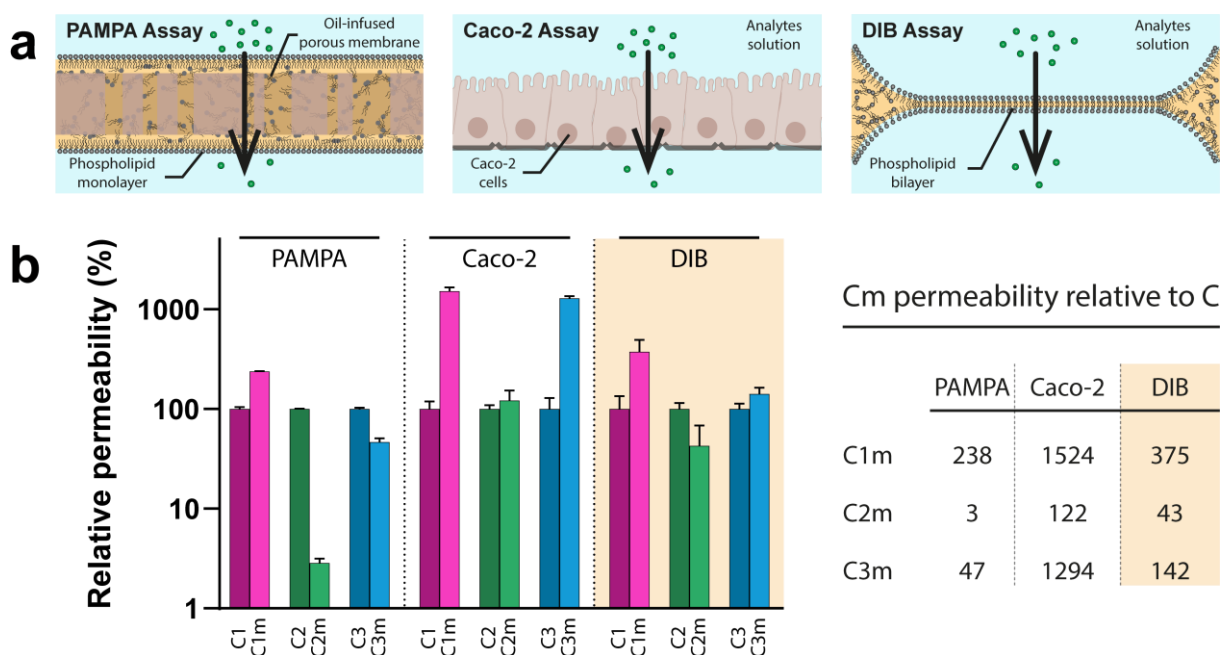 a
PAMPA Assay
Oil-infused
porous membrane
Phospholipid
monolayer
Caco-2 Assay
Analytes
solution
Caco-2
cells
DIB Assay
Analytes
solution
Phospholipid
bilayer
b
Relative permeability (%)
1000
100
10
1
PAMPA
Caco-2
DIB
C1
C1m
C2
C2m
C3
C3m
C1
C1m
C2
C2m
C3
C3m
C1
C1m
C2
C2m
C3
C3m
Cm permeability relative to C
PAMPA Caco-2 DIB
C1m 238 1524 375
C2m 3 122 43
C3m 47 1294 142